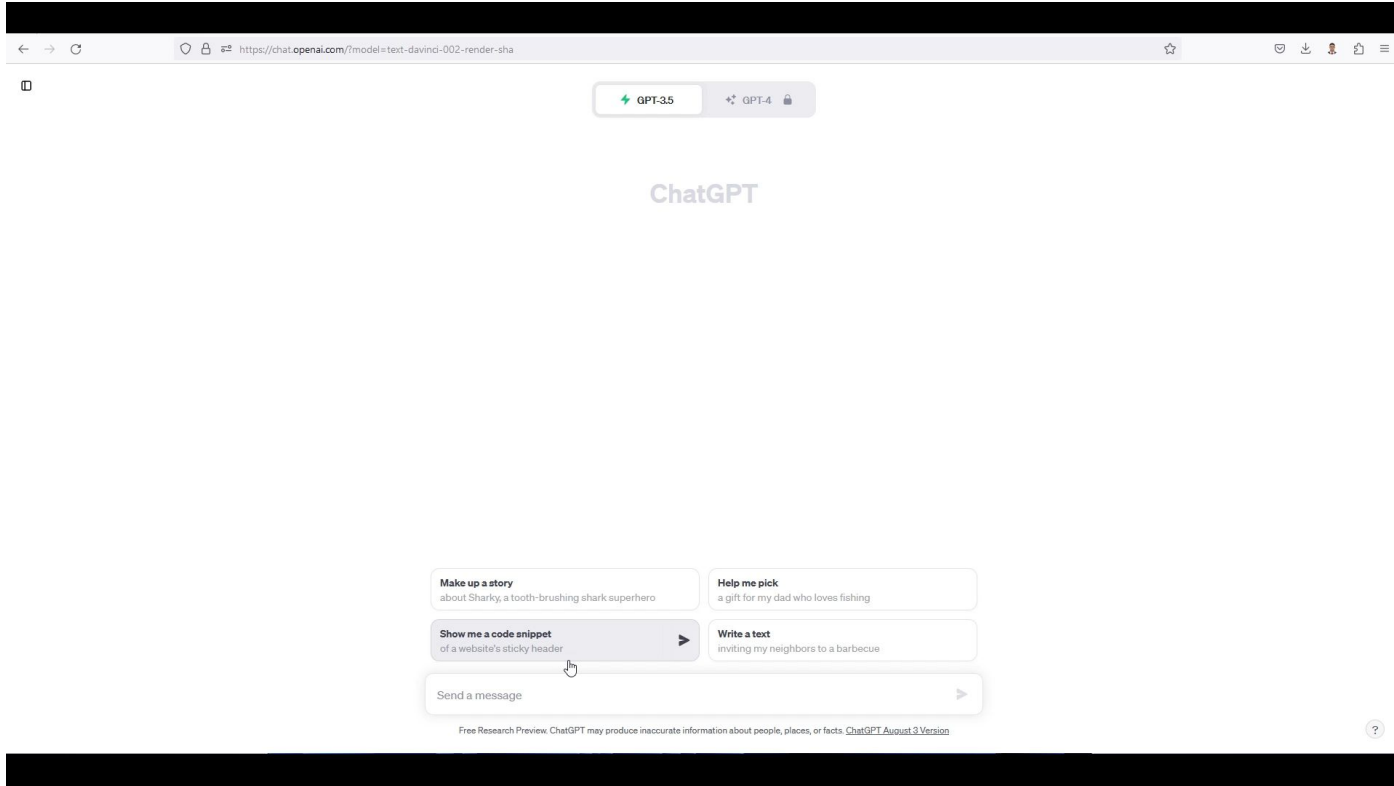 https://chat.openai.com/?model=text-davinci-002-render-sha
GPT-3.5
GPT-4
ChatGPT
Make up a story
about Sharky, a tooth-brushing shark superhero
Help me pick
a gift for my dad who loves fishing
Show me a code snippet
of a website's sticky header
Write a text
inviting my neighbors to a barbecue
Send a message
Free Research Preview. ChatGPT may produce inaccurate information about people, places, or facts. ChatGPT August 3 Version
?